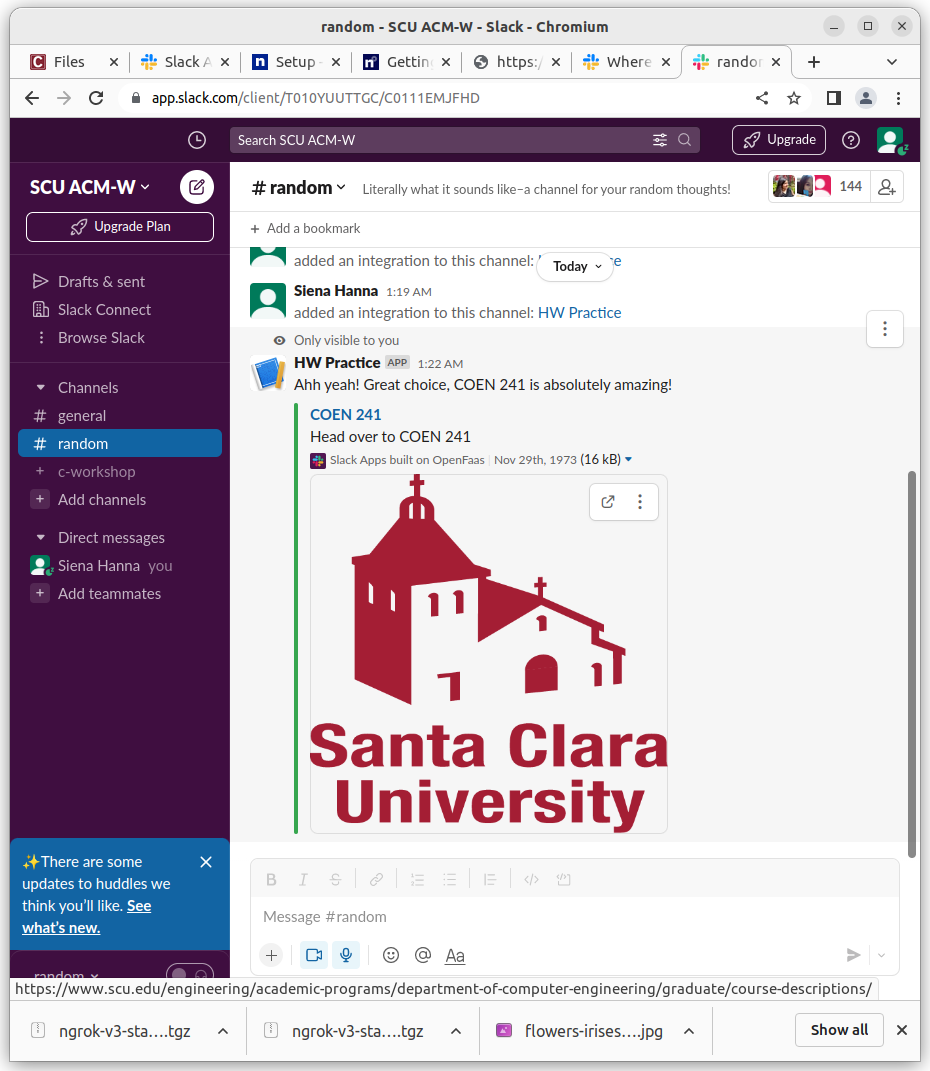 random - SCU ACM-W - Slack - Chromium
Files
Slack A
Setup -
Gettin
https:/
Where
rando
app.slack.com/client/T010YUUTTGC/C0111EMJFHD
Search SCU ACM-W
Upgrade
SCU ACM-W
Upgrade Plan
Drafts & sent
Slack Connect
Browse Slack
Channels
# general
# random
+ c-workshop
+ Add channels
Direct messages
Siena Hanna you
+ Add teammates
✨There are some
updates to huddles we
think you’ll like. See
what’s new.
random
# random
Literally what it sounds like–a channel for your random thoughts!
144
+ Add a bookmark
added an integration to this channel:
Today
Siena Hanna 1:19 AM
added an integration to this channel: HW Practice
Only visible to you
HW Practice APP 1:22 AM
Ahh yeah! Great choice, COEN 241 is absolutely amazing!
COEN 241
Head over to COEN 241
Slack Apps built on OpenFaas | Nov 29th, 1973 (16 kB)
Santa Clara
University
B I S </>
Message #random
+ @ Aa
https://www.scu.edu/engineering/academic-programs/department-of-computer-engineering/graduate/course-descriptions/
ngrok-v3-sta....tgz
ngrok-v3-sta....tgz
flowers-irises....jpg
Show all